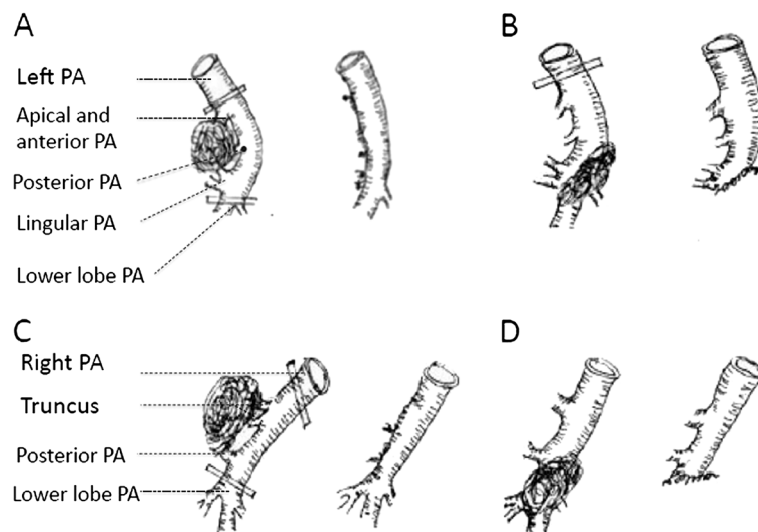 A
B
Left PA
Apical and
anterior PA
Posterior PA
Lingular PA
Lower lobe PA
C
D
Right PA
Truncus
Posterior PA
Lower lobe PA